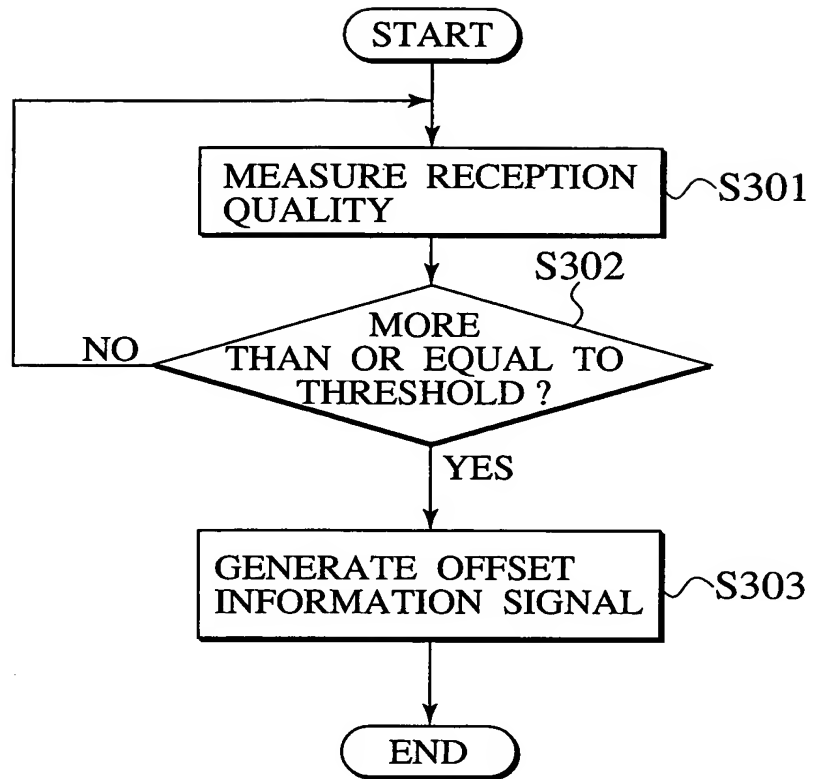 START
MEASURE RECEPTION
QUALITY
S301
S302
MORE
THAN OR EQUAL TO
THRESHOLD ?
NO
YES
GENERATE OFFSET
INFORMATION SIGNAL
S303
END